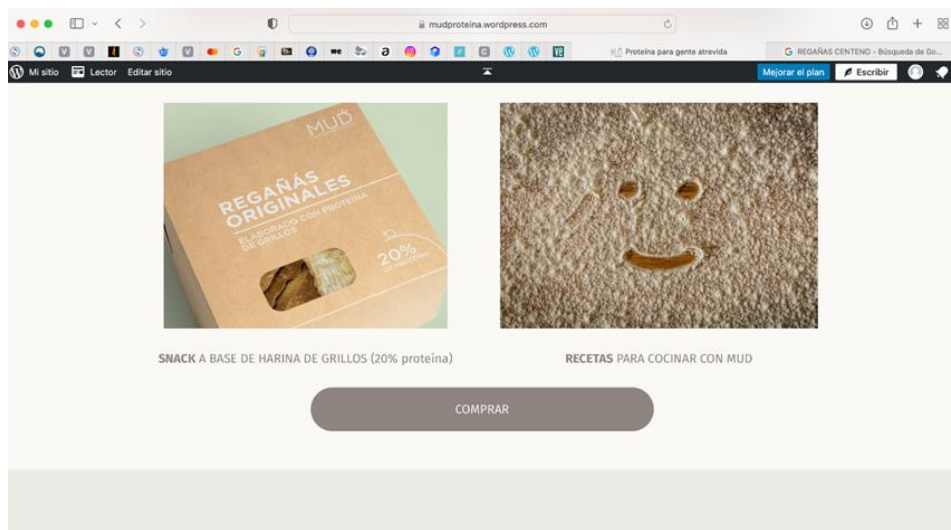 mudproteina.wordpress.com
Proteína para gente atrevida
REGAÑAS CENTENO - Búsqueda de Go...
Mi sitio Lector Editar sitio Mejorar el plan Escribir
MUD
REGAÑÁS
ORIGINALES
ELABORADO CON PROTEÍNA
DE GRILLOS
20%
DE PROTEÍNA
SNACK A BASE DE HARINA DE GRILLOS (20% proteína)
RECETAS PARA COCINAR CON MUD
COMPRAR